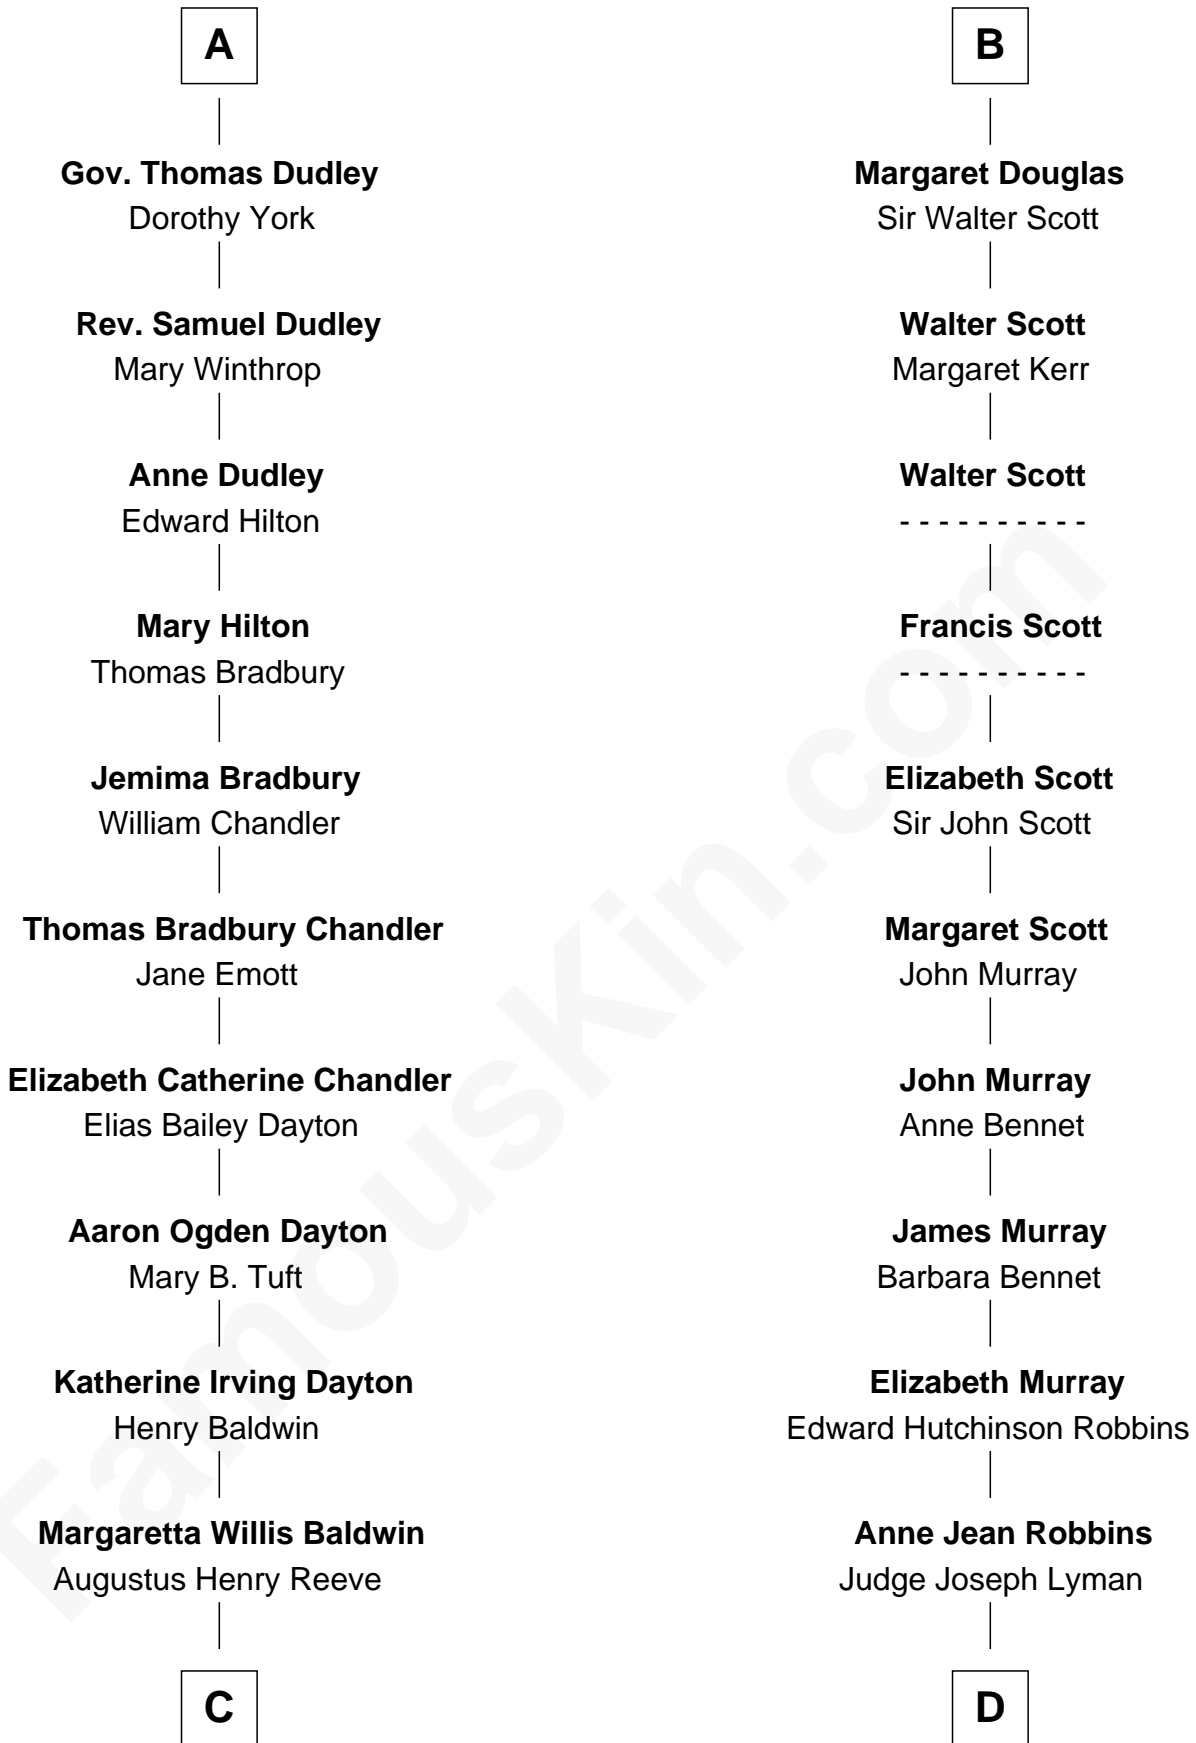 A
Gov. Thomas Dudley
Dorothy York
Rev. Samuel Dudley
Mary Winthrop
Anne Dudley
Edward Hilton
Mary Hilton
Thomas Bradbury
Jemima Bradbury
William Chandler
Thomas Bradbury Chandler
Jane Emott
Elizabeth Catherine Chandler
Elias Bailey Dayton
Aaron Ogden Dayton
Mary B. Tuft
Katherine Irving Dayton
Henry Baldwin
Margaretta Willis Baldwin
Augustus Henry Reeve
C
B
Margaret Douglas
Sir Walter Scott
Walter Scott
Margaret Kerr
Walter Scott
- - - - - - - - - -
Francis Scott
- - - - - - - - - -
Elizabeth Scott
Sir John Scott
Margaret Scott
John Murray
John Murray
Anne Bennet
James Murray
Barbara Bennet
Elizabeth Murray
Edward Hutchinson Robbins
Anne Jean Robbins
Judge Joseph Lyman
D
FamousKin.com